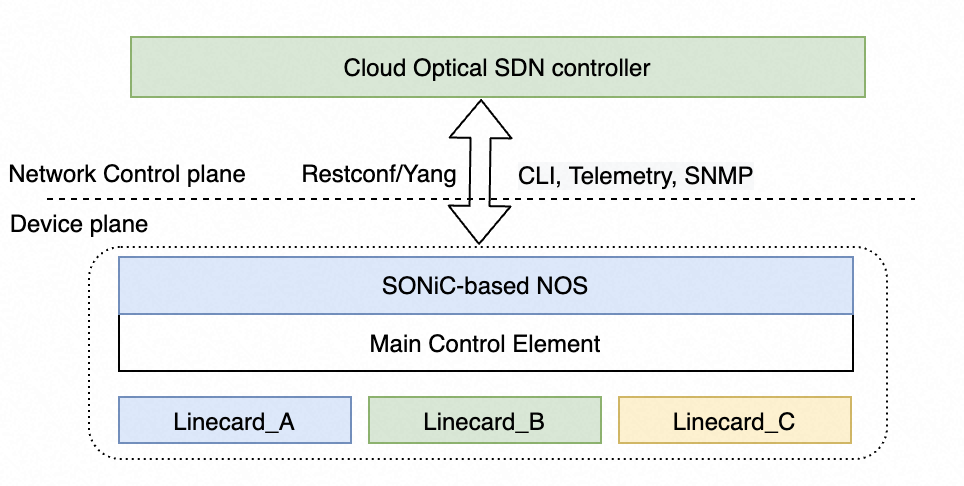 Cloud Optical SDN controller
Network Control plane
Restconf/Yang
CLI, Telemetry, SNMP
Device plane
SONiC-based NOS
Main Control Element
Linecard_A
Linecard_B
Linecard_C